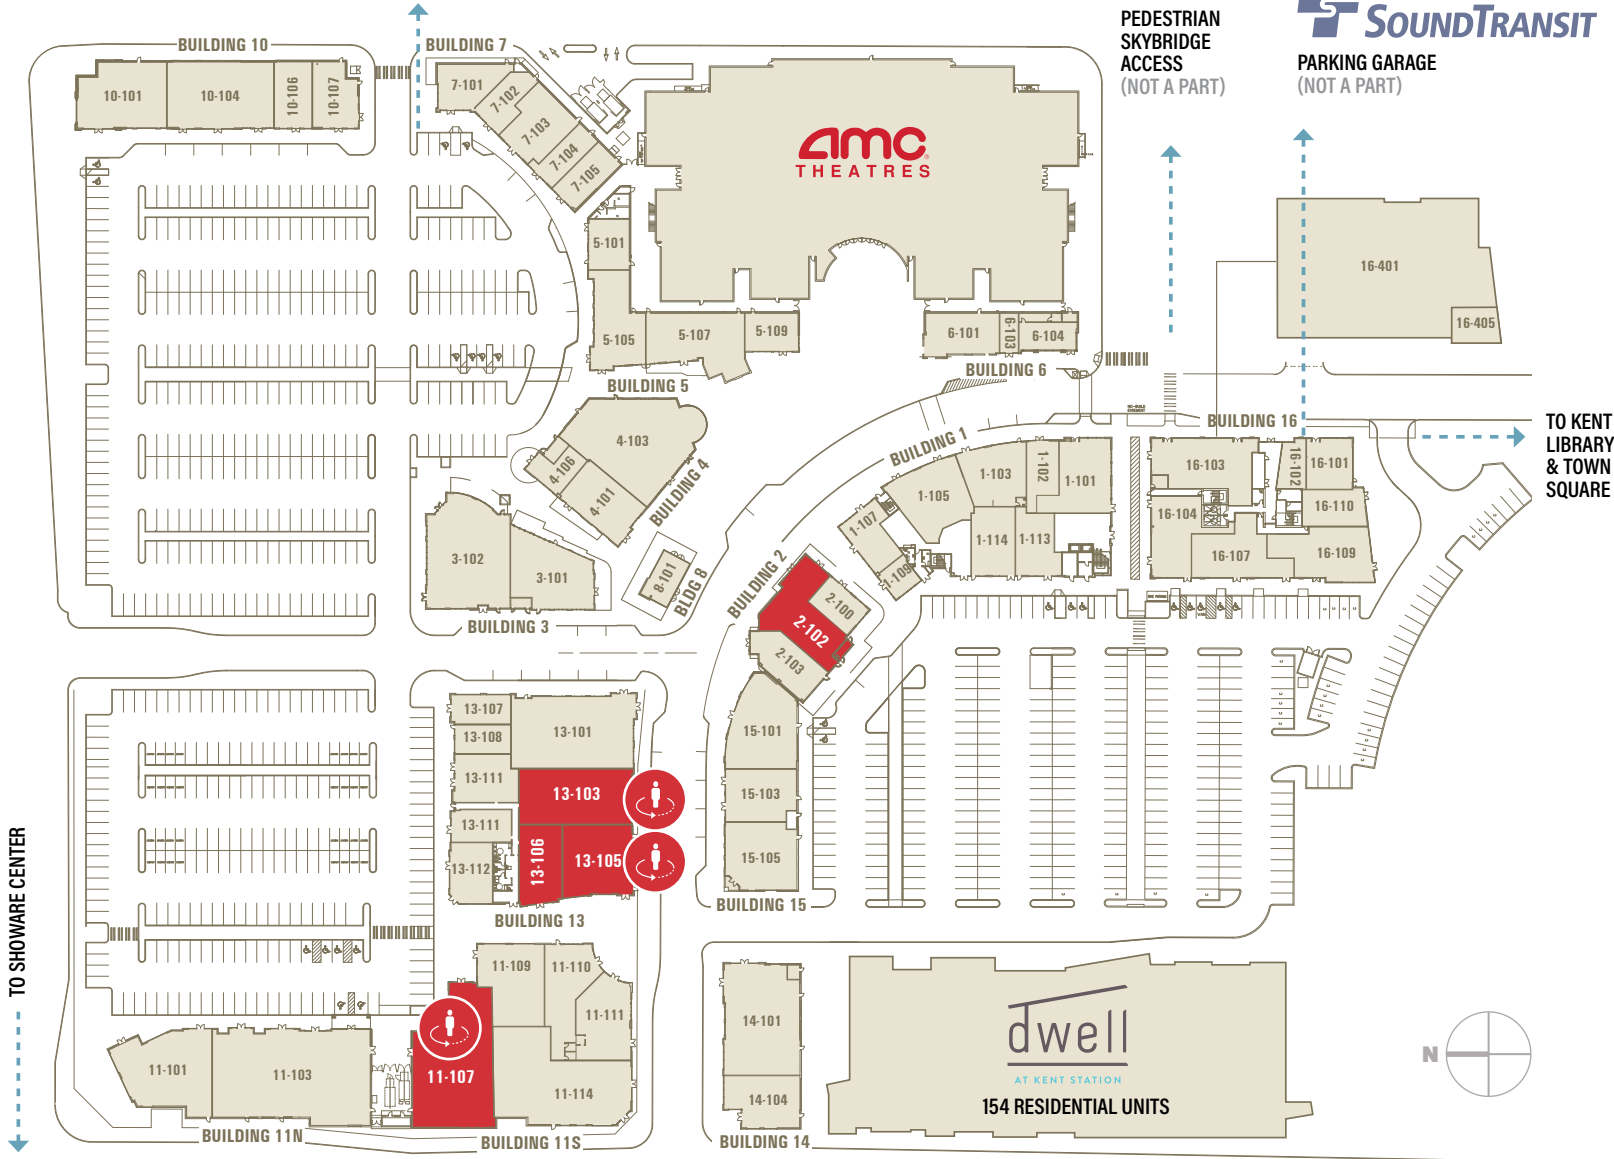 PEDESTRIAN
SKYBRIDGE
ACCESS
(NOT A PART)
SOUNDTRANSIT
PARKING GARAGE
(NOT A PART)
BUILDING 10
10-101
10-104
10-106
10-107
BUILDING 7
7-101
7-102
7-103
7-104
7-105
amc
THEATRES
5-101
5-105
5-107
5-109
BUILDING 5
6-101
6-103
6-104
BUILDING 6
16-401
16-405
BUILDING 16
16-103
16-102
16-101
16-104
16-110
16-107
16-109
TO KENT
LIBRARY
& TOWN
SQUARE
4-103
4-106
4-101
BUILDING 4
BUILDING 1
1-105
1-103
1-102
1-101
1-107
1-109
1-114
1-113
3-102
3-101
BUILDING 3
8-101
BLDG 8
BUILDING 2
2-100
2-102
2-103
13-107
13-108
13-101
13-111
13-103
13-111
13-106
13-105
13-112
BUILDING 13
15-101
15-103
15-105
BUILDING 15
TO SHOWARE CENTER
11-109
11-110
11-111
11-101
11-103
11-107
11-114
BUILDING 11N
BUILDING 11S
14-101
14-104
BUILDING 14
dwell
AT KENT STATION
154 RESIDENTIAL UNITS
N